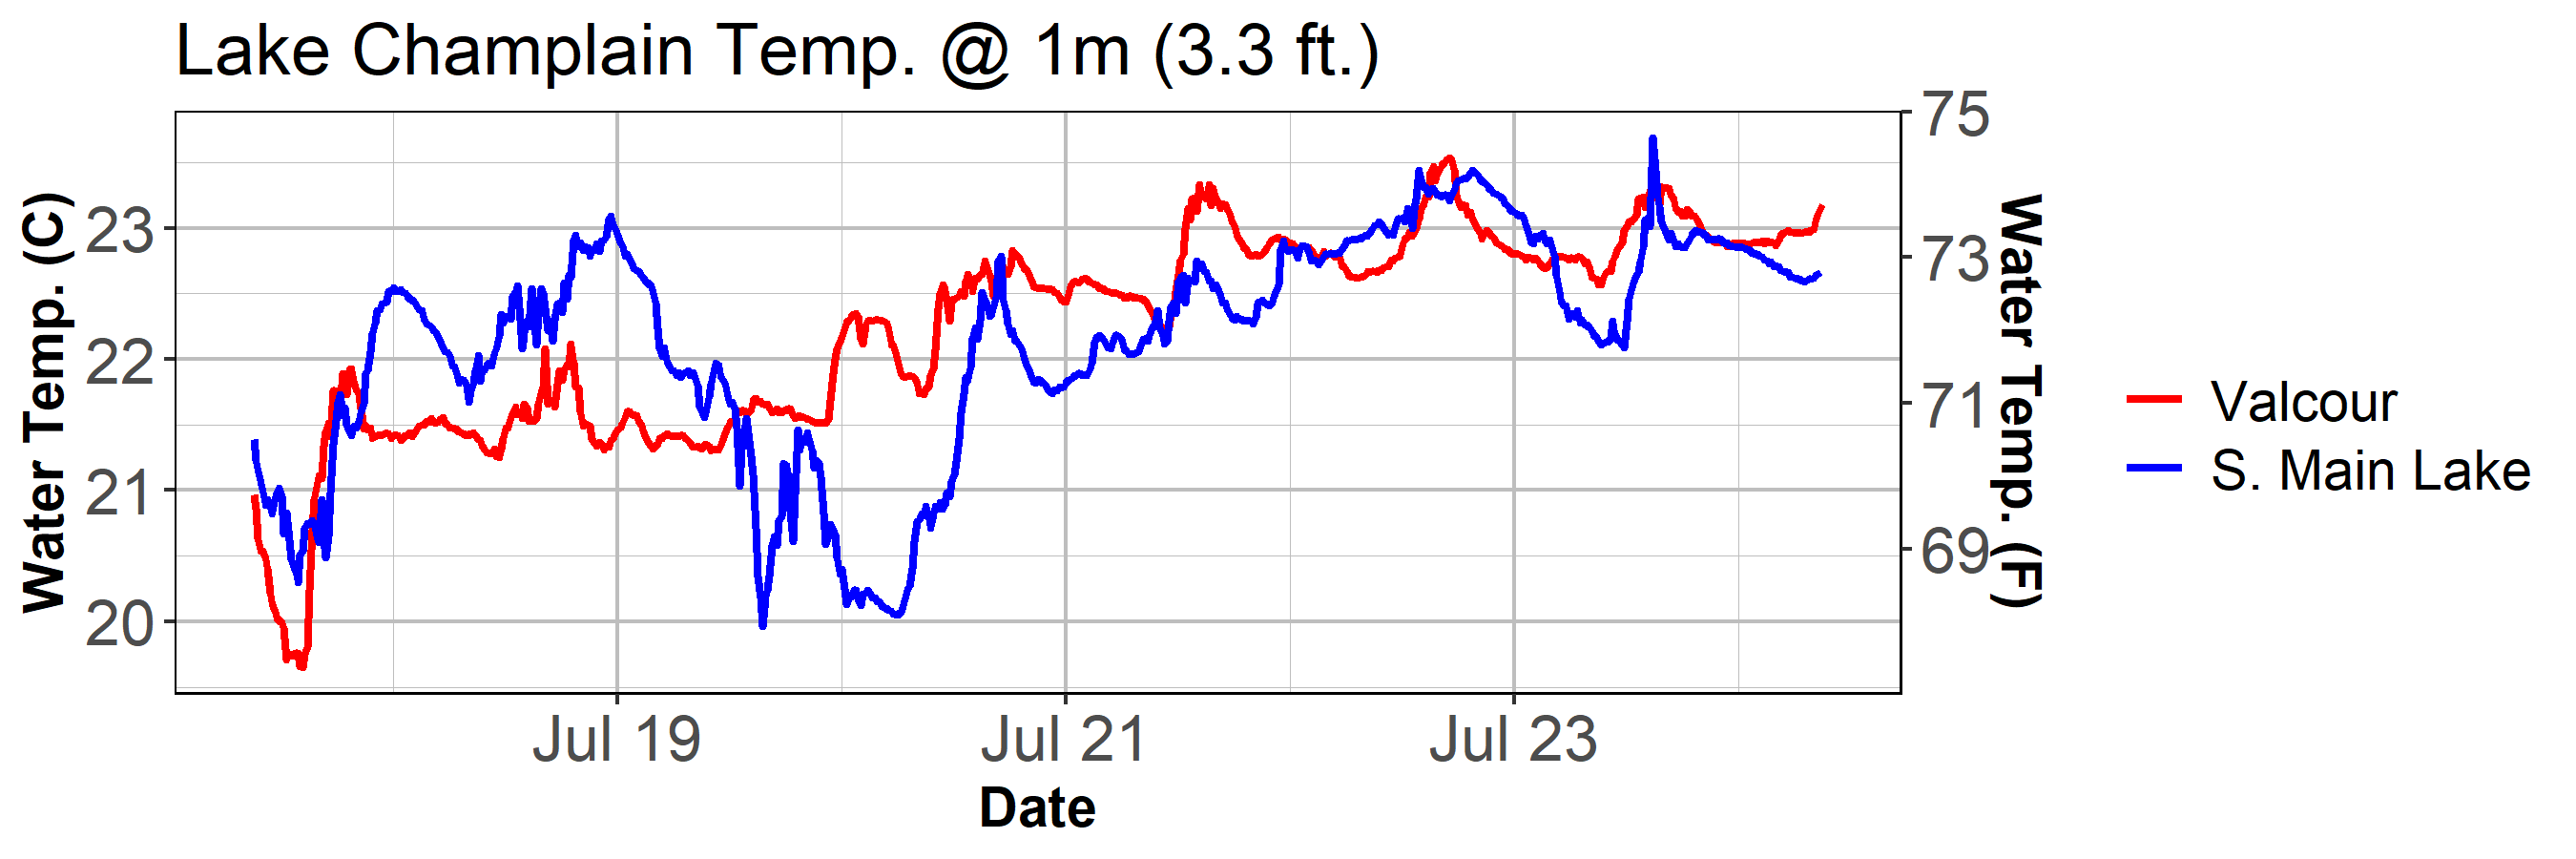 Lake Champlain Temp. @ 1m (3.3 ft.)
Water Temp. (C)
23
22
21
20
75
73
71
69
Water Temp. (F)
Jul 19
Jul 21
Jul 23
Date
Valcour
S. Main Lake